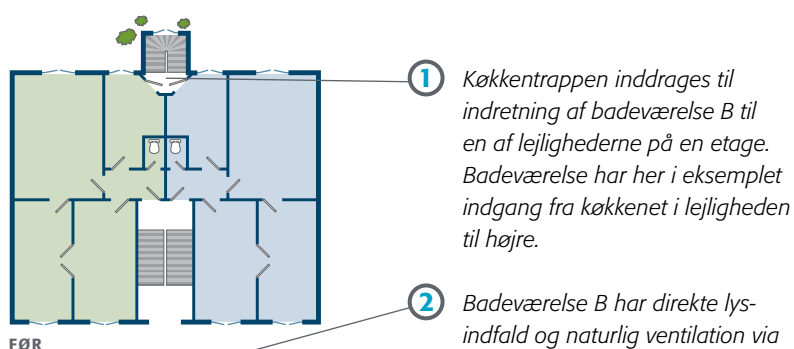 1
Køkkentrappen inddrages til
indretning af badeværelse B til
en af lejlighederne på en etage.
Badeværelse har her i eksemplet
indgang fra køkkenet i lejligheden
til højre.
2
Badeværelse B har direkte lys-
indfald og naturlig ventilation via
FØR